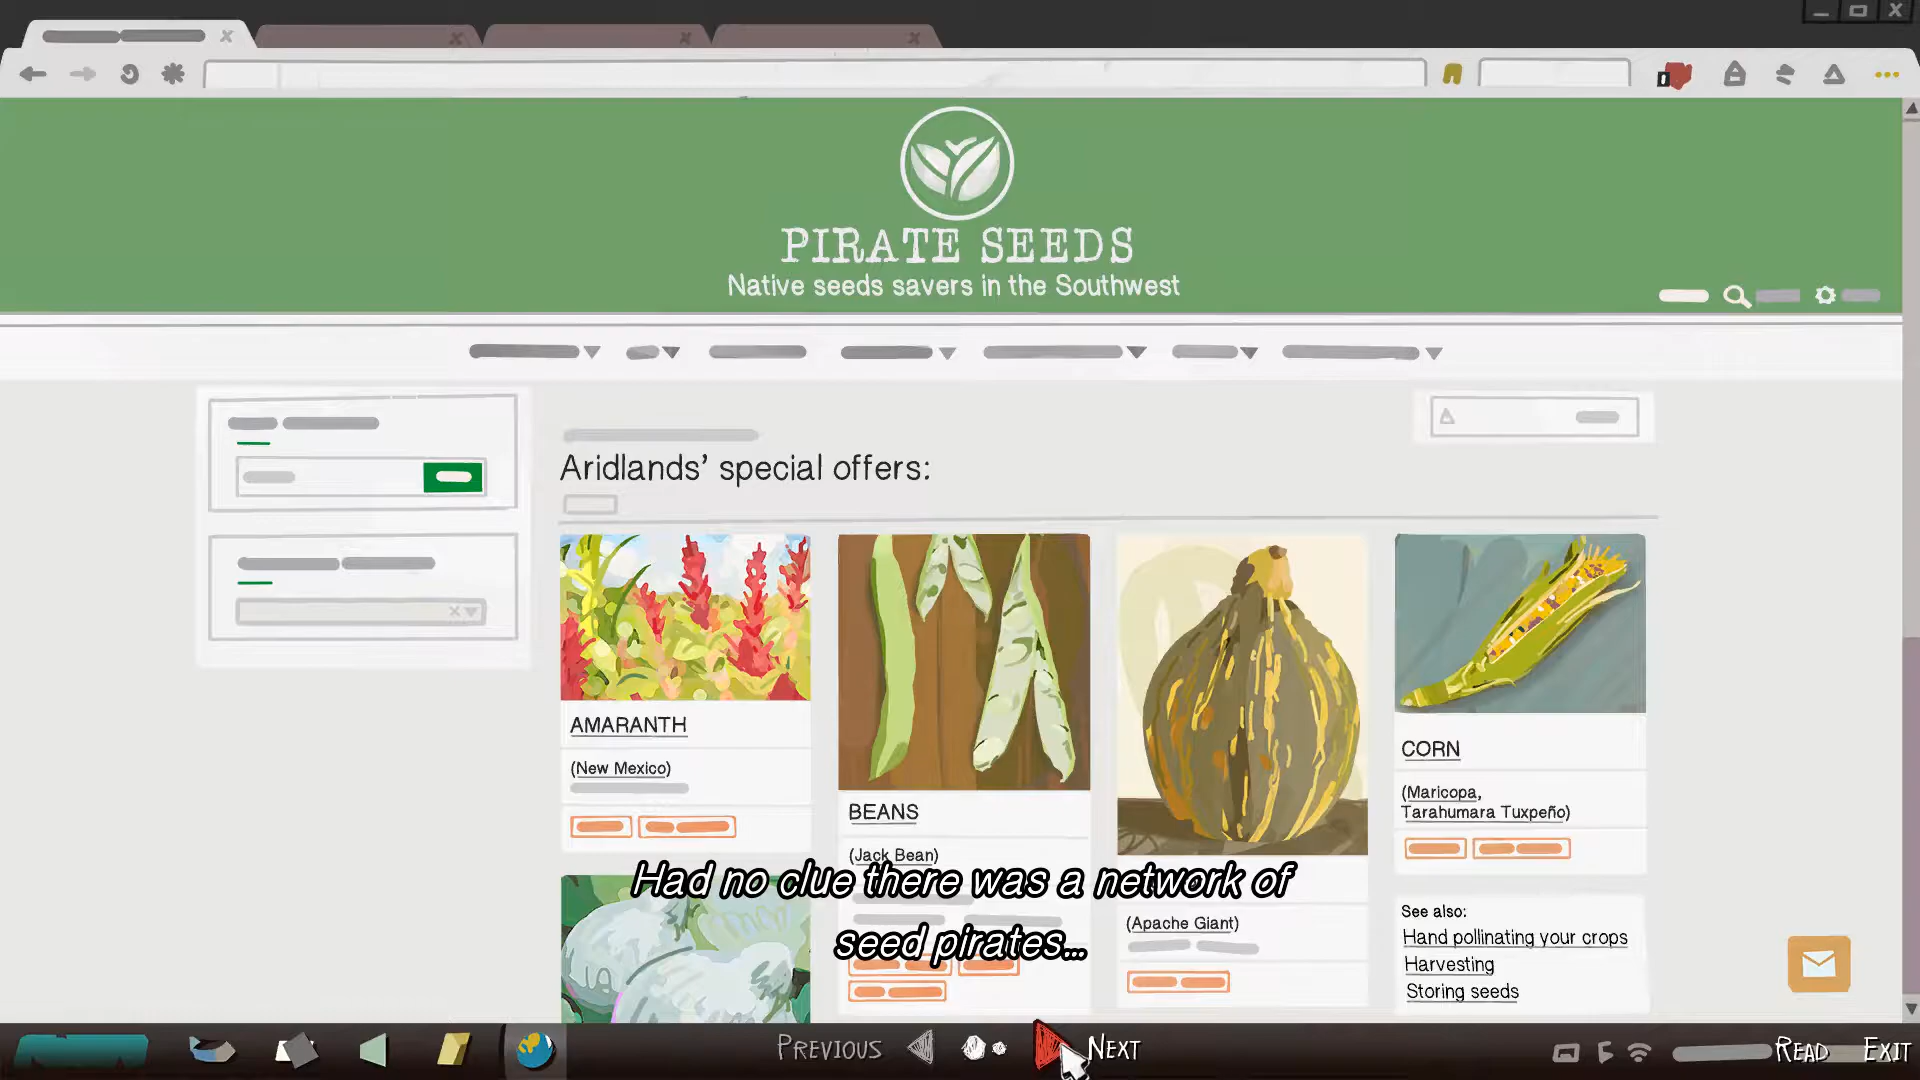 PIRATE SEEDS
Native seeds savers in the Southwest
Aridlands' special offers:
AMARANTH
(New Mexico)
BEANS
(Jack Bean)
(Apache Giant)
CORN
(Maricopa,
Tarahumara Tuxpeño)
See also:
Hand pollinating your crops
Harvesting
Storing seeds
Had no clue there was a network of
seed pirates...
PREVIOUS
NEXT
READ
EXIT